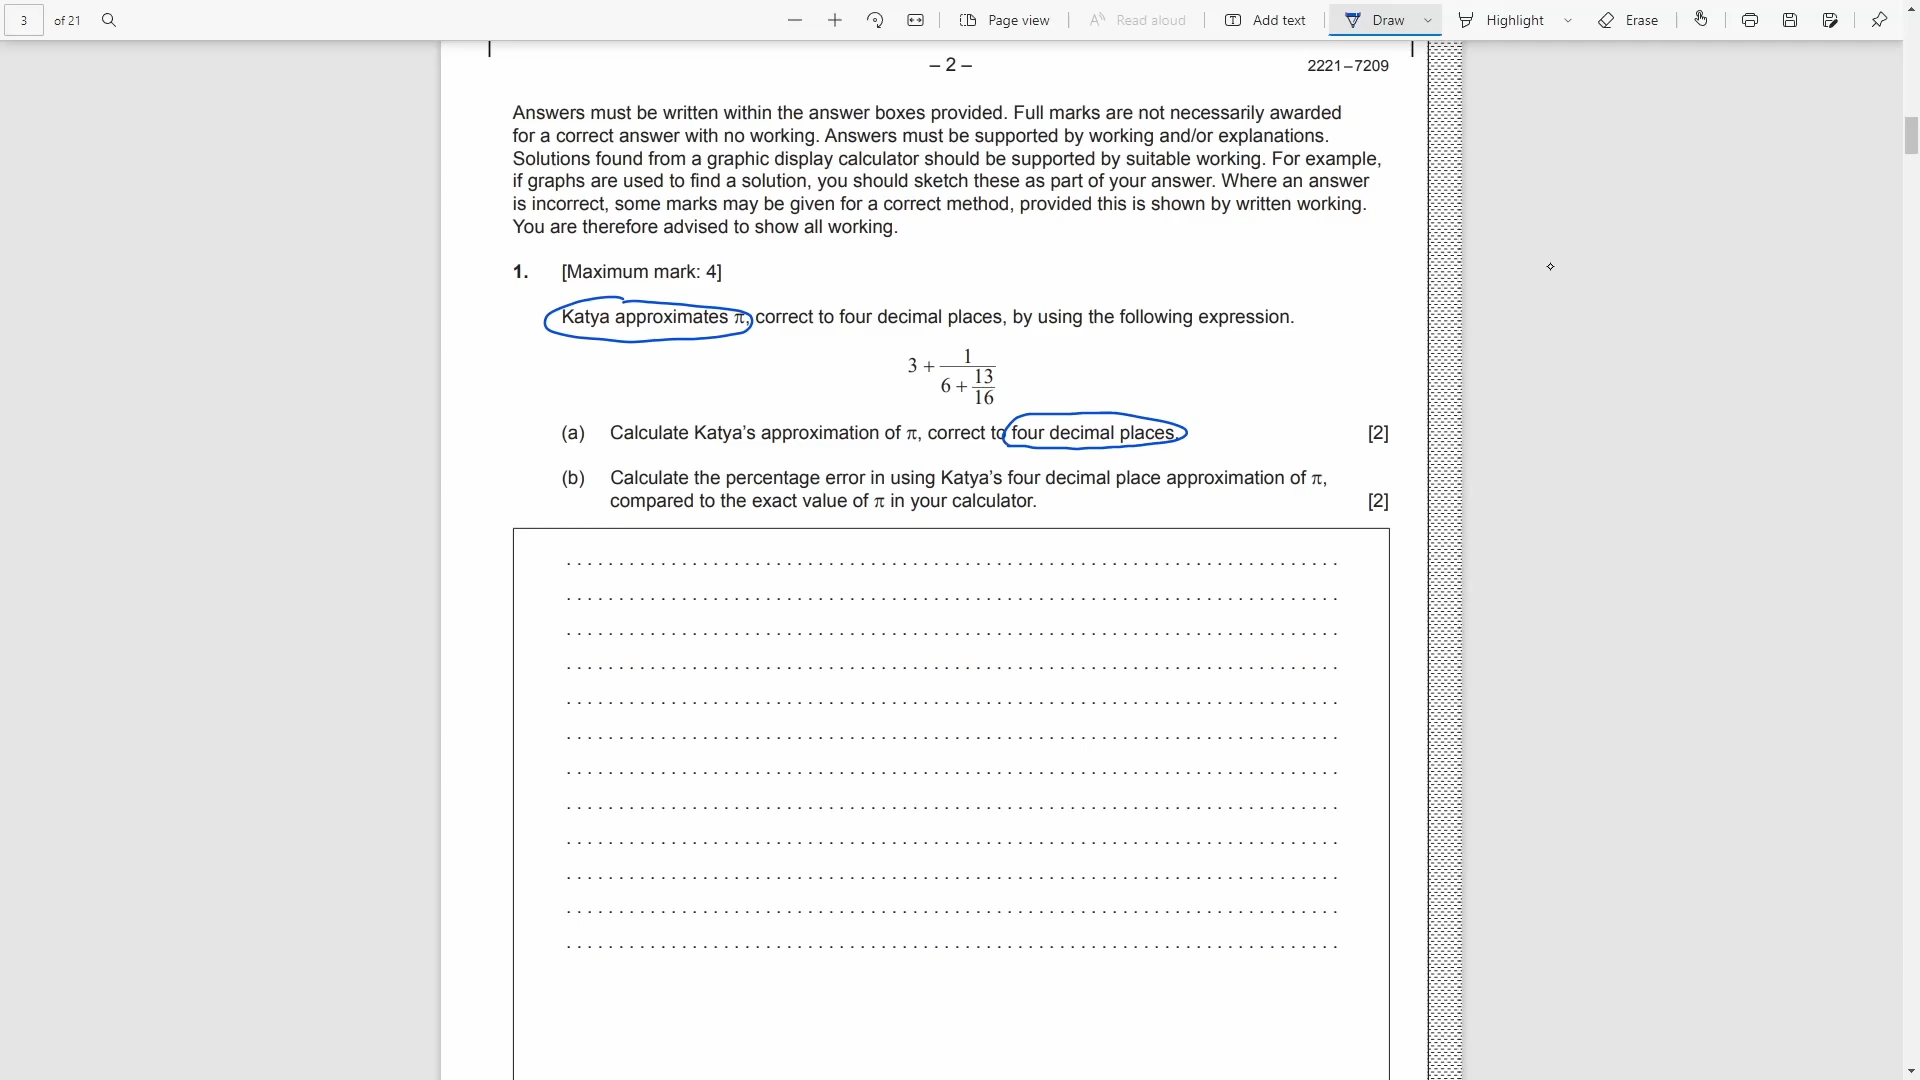 3 of 21 Page view Read aloud Add text Draw Highlight Erase
– 2 – 2221–7209
Answers must be written within the answer boxes provided. Full marks are not necessarily awarded
for a correct answer with no working. Answers must be supported by working and/or explanations.
Solutions found from a graphic display calculator should be supported by suitable working. For example,
if graphs are used to find a solution, you should sketch these as part of your answer. Where an answer
is incorrect, some marks may be given for a correct method, provided this is shown by written working.
You are therefore advised to show all working.
1. [Maximum mark: 4]
Katya approximates π, correct to four decimal places, by using the following expression.
1
3 +
6 + 13
16
(a) Calculate Katya’s approximation of π, correct to four decimal places. [2]
(b) Calculate the percentage error in using Katya’s four decimal place approximation of π,
compared to the exact value of π in your calculator. [2]